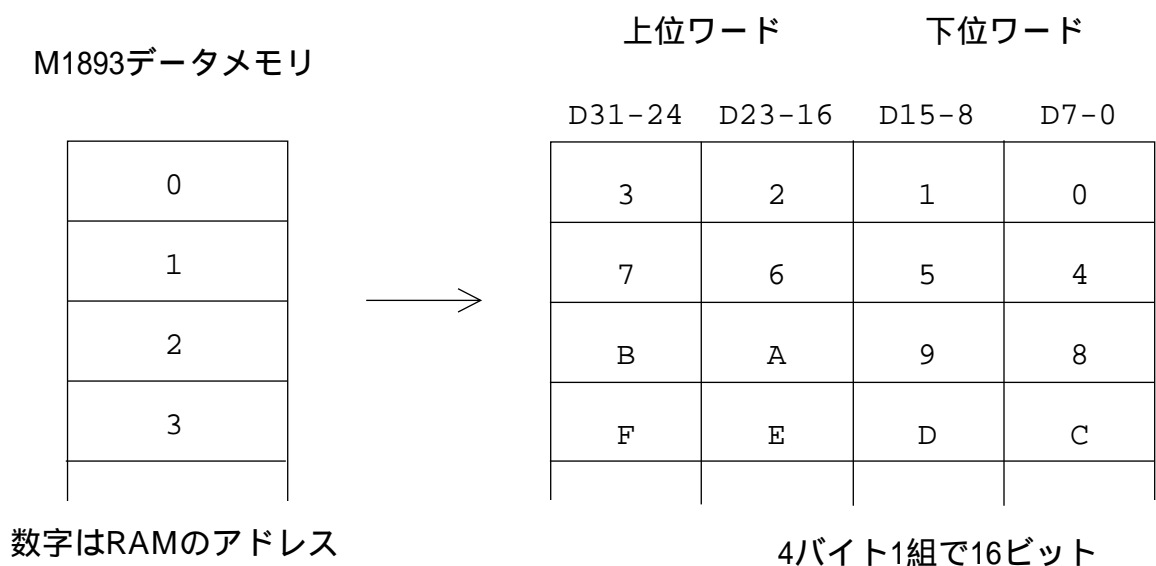 上位ワード 下位ワード
M1893データメモリ
D31-24 D23-16 D15-8 D7-0
0
1
2
3
3 2 1 0
7 6 5 4
B A 9 8
F E D C
数字はRAMのアドレス
4バイト1組で16ビット